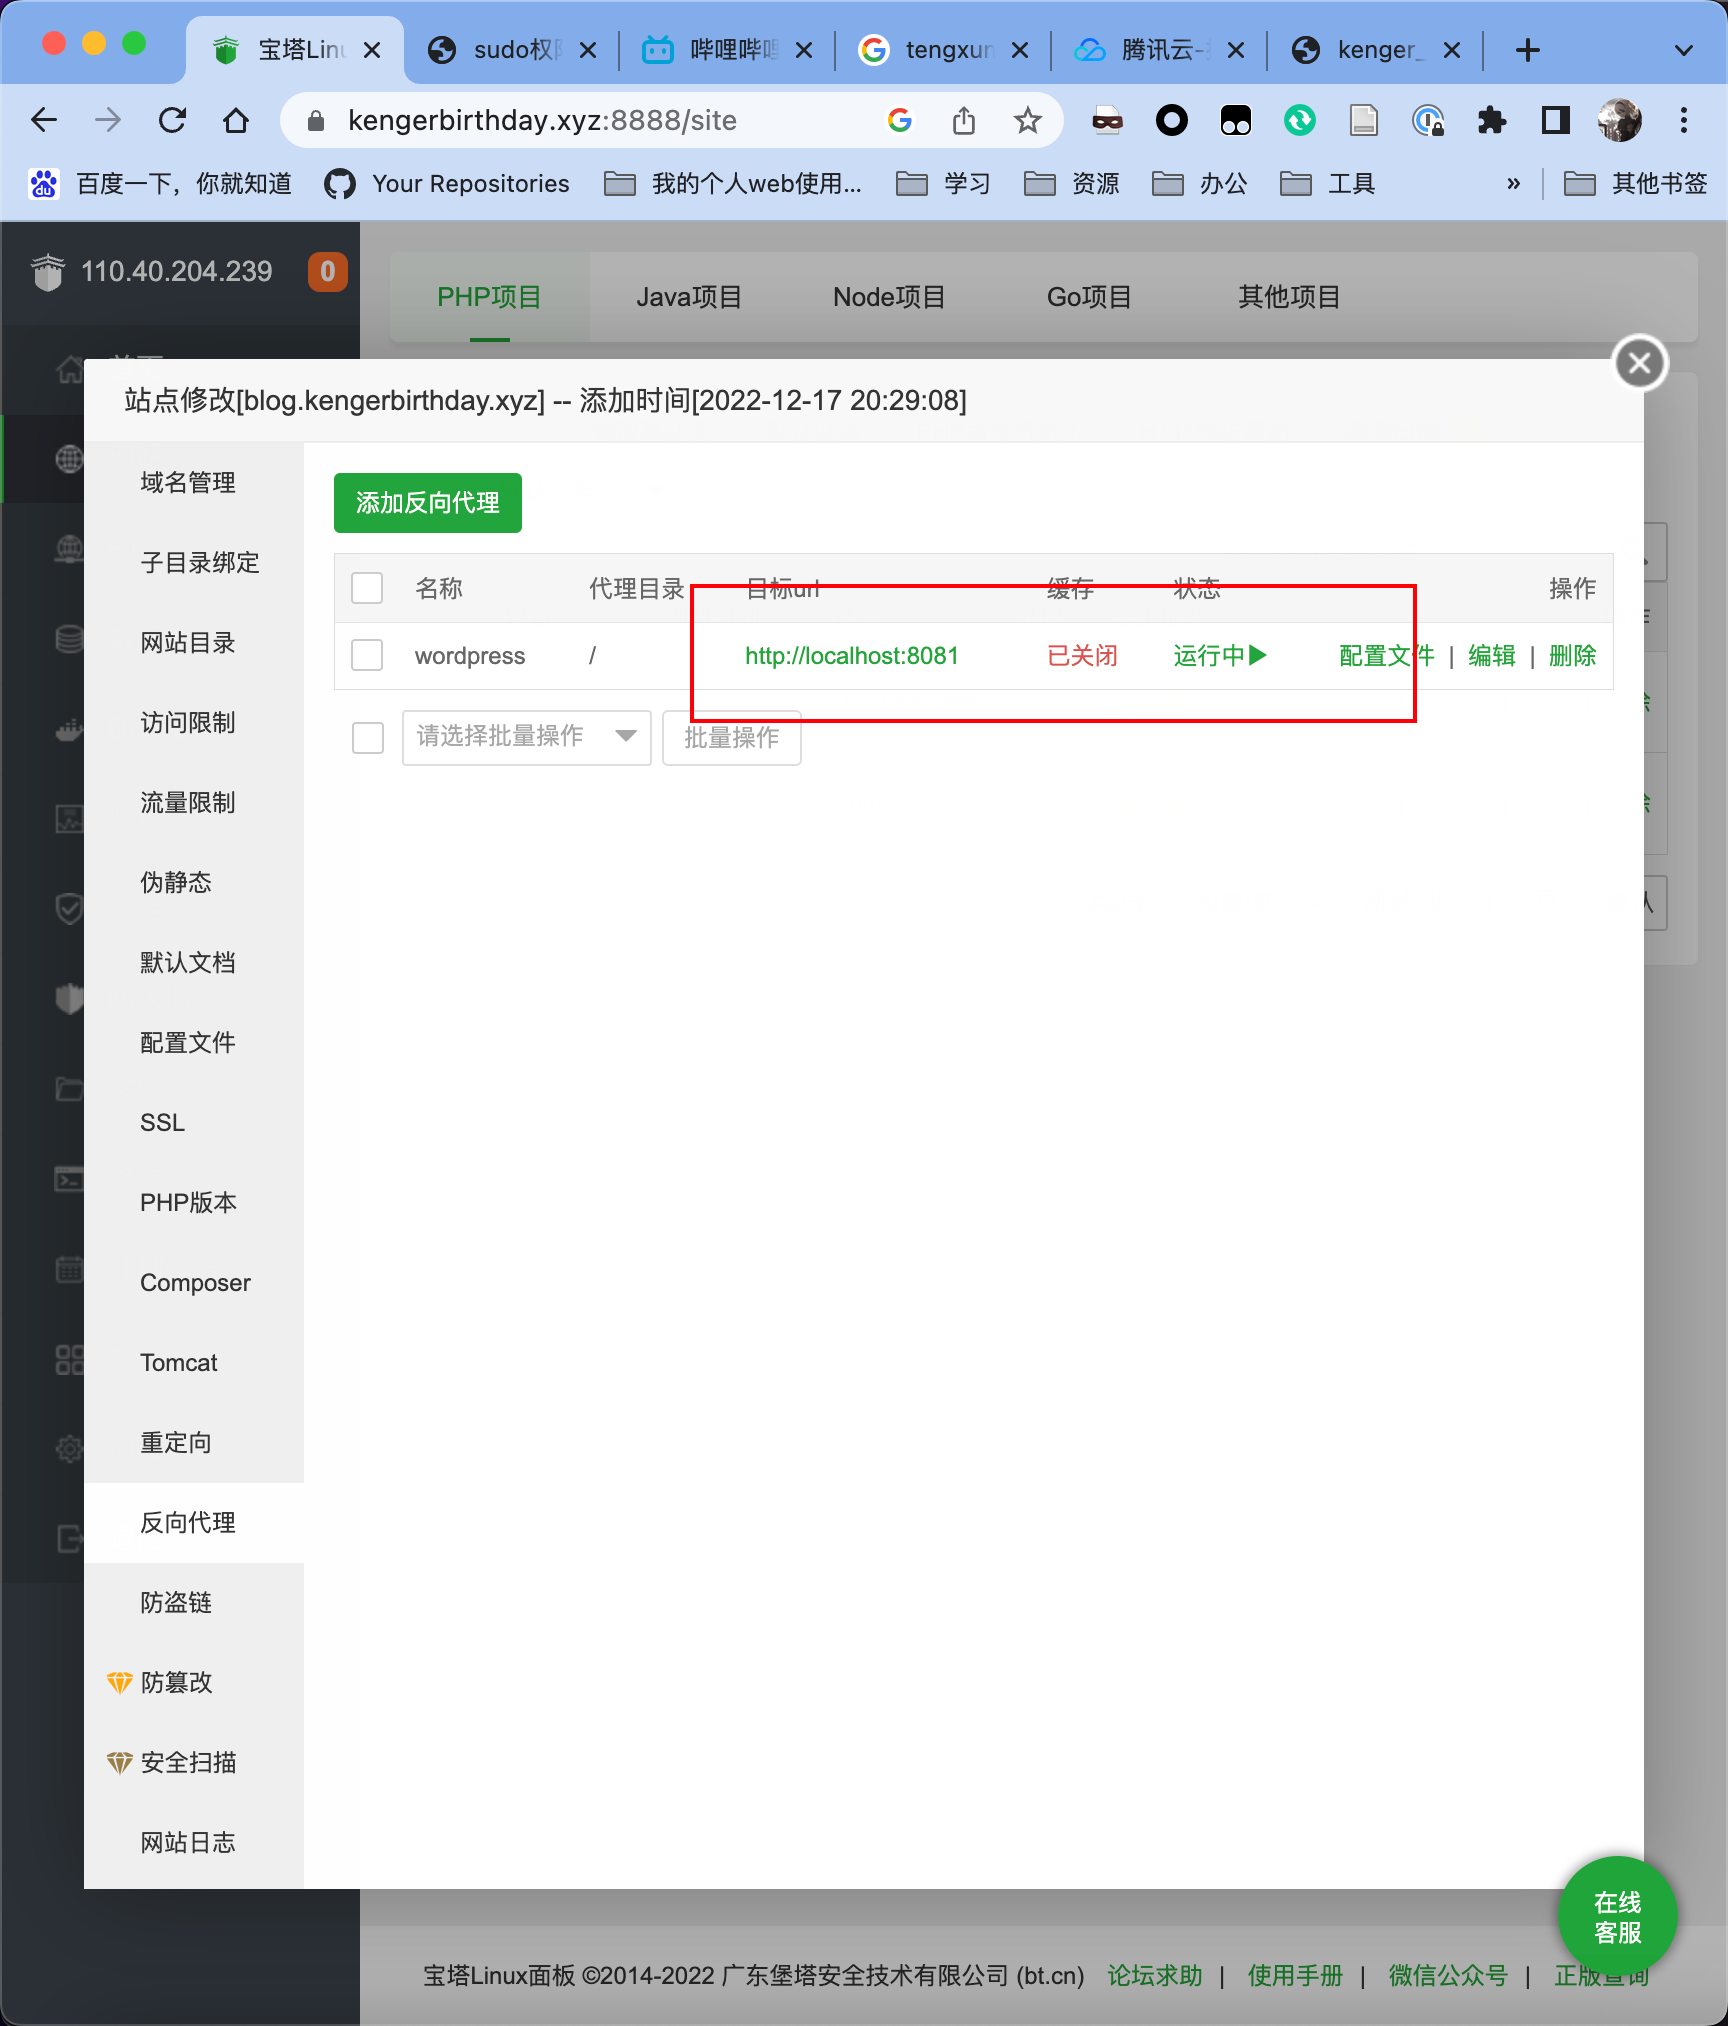 宝塔Linu
sudo权限
哔哩哔哩
tengxun
腾讯云-
kenger_
kengerbirthday.xyz:8888/site
百度一下，你就知道
Your Repositories
我的个人web使用...
学习
资源
办公
工具
»
其他书签
110.40.204.239
0
PHP项目
Java项目
Node项目
Go项目
其他项目
站点修改[blog.kengerbirthday.xyz] -- 添加时间[2022-12-17 20:29:08]
域名管理
子目录绑定
网站目录
访问限制
流量限制
伪静态
默认文档
配置文件
SSL
PHP版本
Composer
Tomcat
重定向
反向代理
防盗链
防篡改
安全扫描
网站日志
添加反向代理
名称 代理目录 目标url 缓存 状态 操作
wordpress / http://localhost:8081 已关闭 运行中 配置文件 | 编辑 | 删除
请选择批量操作 批量操作
在线
客服
宝塔Linux面板 ©2014-2022 广东堡塔安全技术有限公司 (bt.cn) 论坛求助 | 使用手册 | 微信公众号 | 正版查询